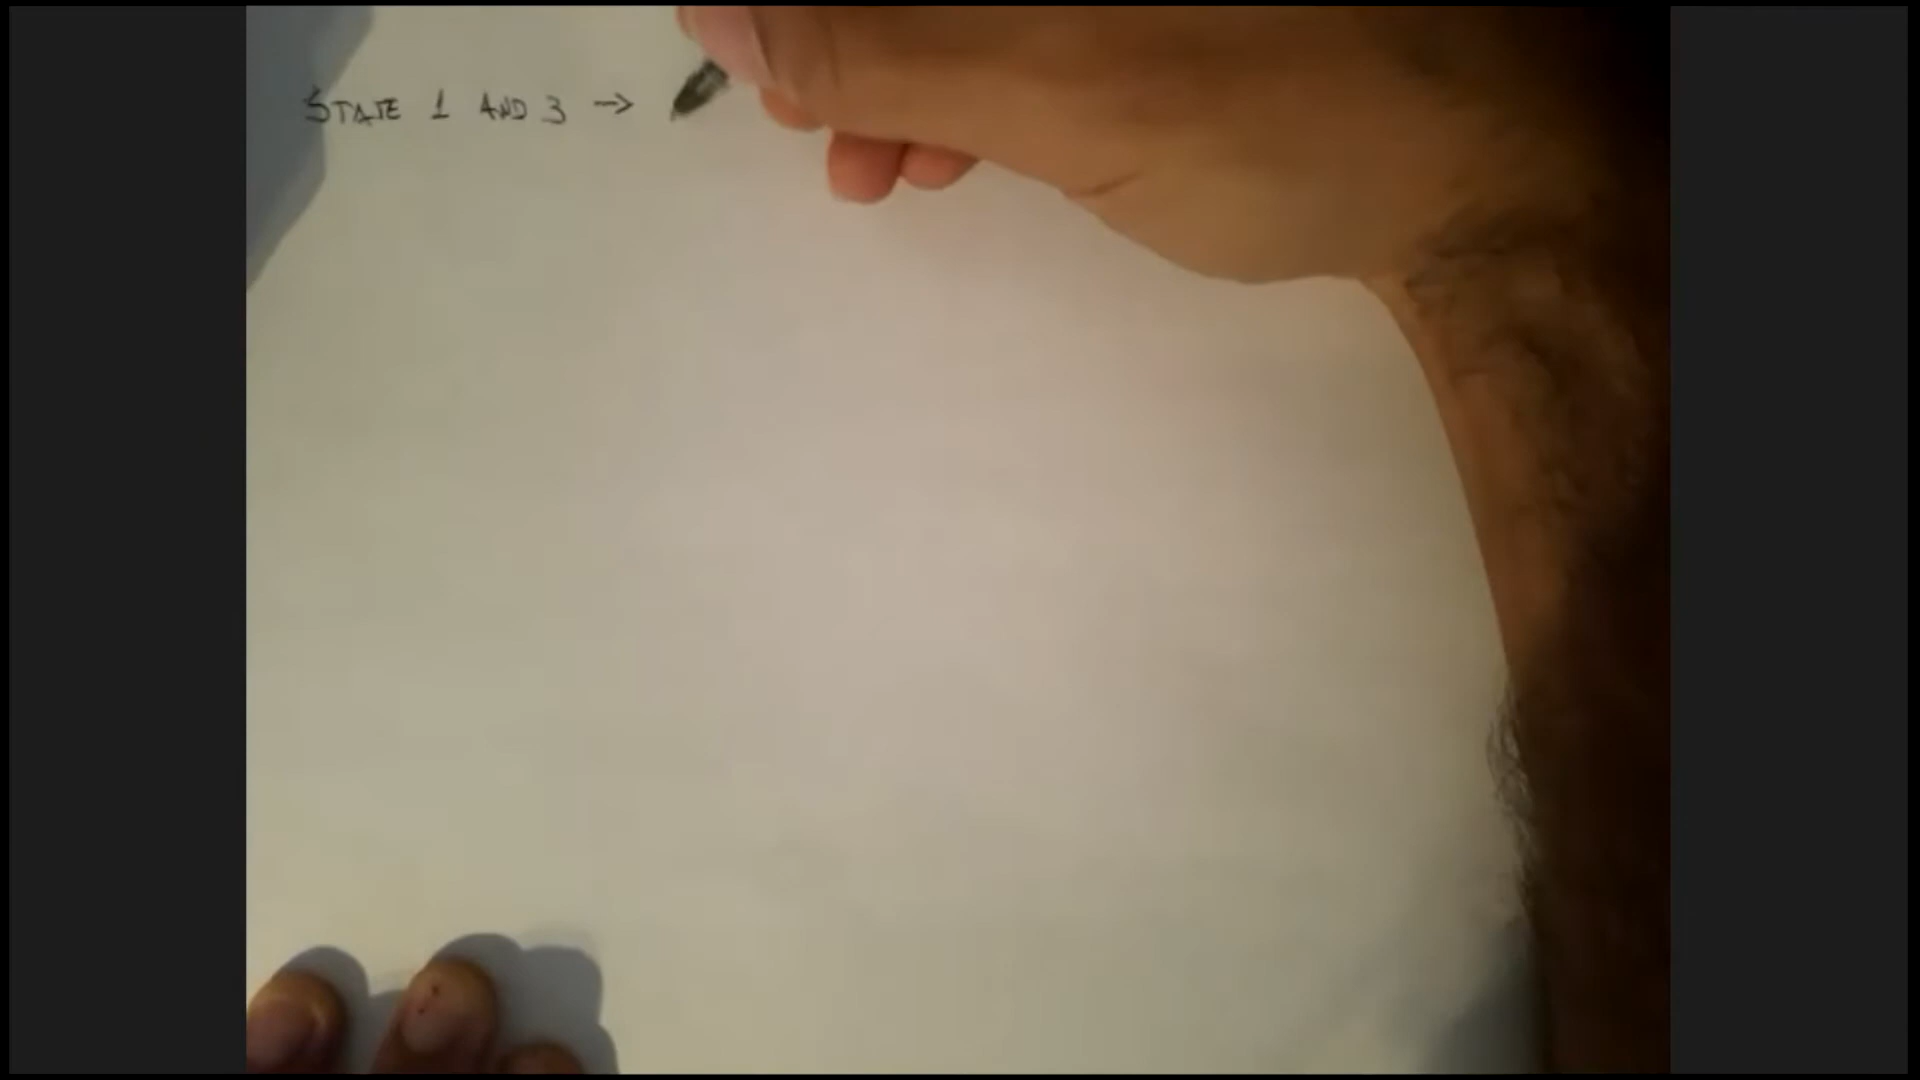 STATE 1 AND 3 →